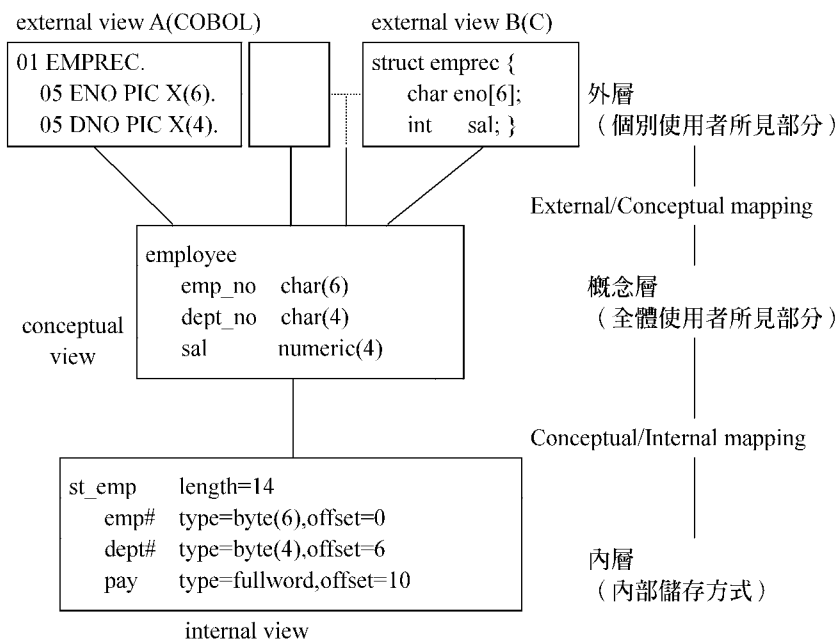 external view A(COBOL)
external view B(C)
01 EMPREC.
05 ENO PIC X(6).
05 DNO PIC X(4).
struct emprec {
char eno[6];
int sal; }
外層
（個別使用者所見部分）
External/Conceptual mapping
conceptual
view
employee
emp_no char(6)
dept_no char(4)
sal numeric(4)
概念層
（全體使用者所見部分）
Conceptual/Internal mapping
st_emp length=14
emp# type=byte(6),offset=0
dept# type=byte(4),offset=6
pay type=fullword,offset=10
internal view
內層
（內部儲存方式）